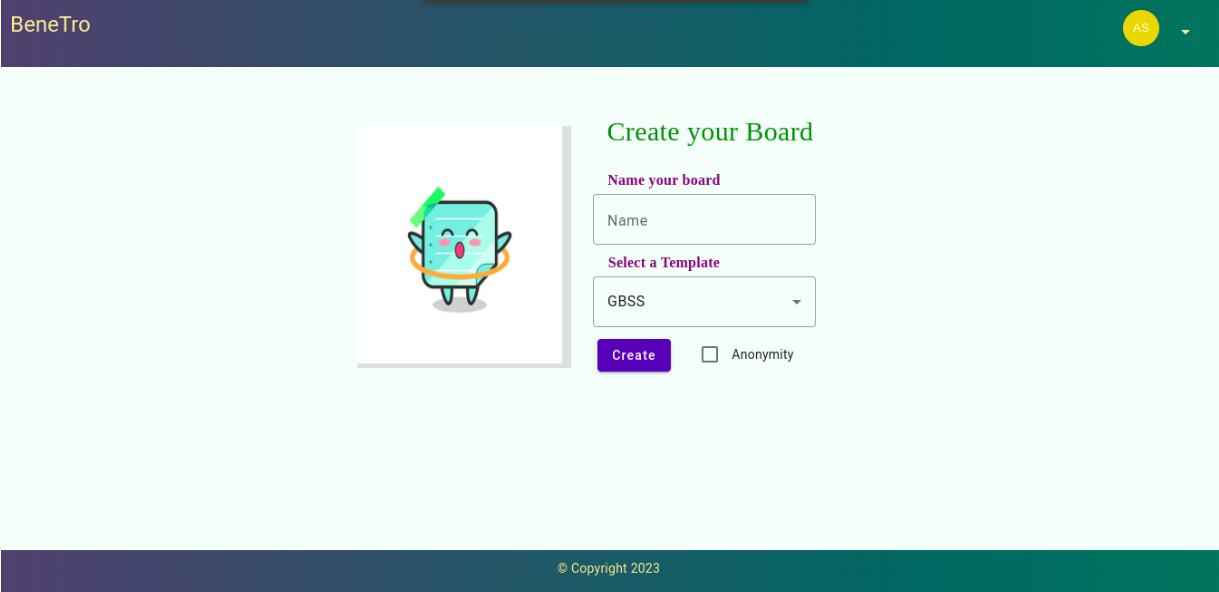 BeneTro
AS
Create your Board
Name your board
Name
Select a Template
GBSS
Create
Anonymity
© Copyright 2023